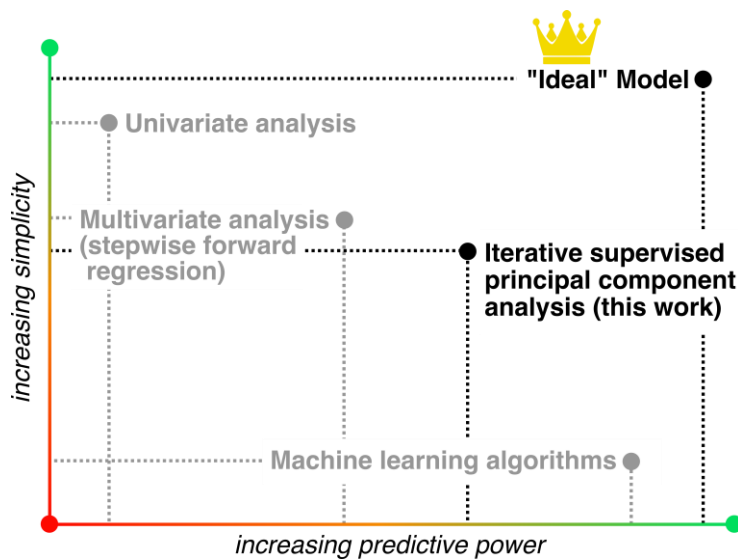 "Ideal" Model
Univariate analysis
Multivariate analysis
(stepwise forward
regression)
Iterative supervised
principal component
analysis (this work)
Machine learning algorithms
increasing simplicity
increasing predictive power